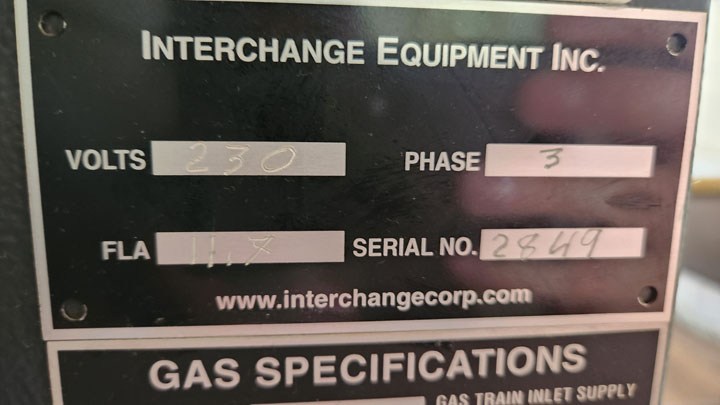 INTERCHANGE EQUIPMENT INC.
VOLTS 230 PHASE 3
FLA 11.8 SERIAL NO. 2849
www.interchangecorp.com
GAS SPECIFICATIONS
GAS TRAIN INLET SUPPLY